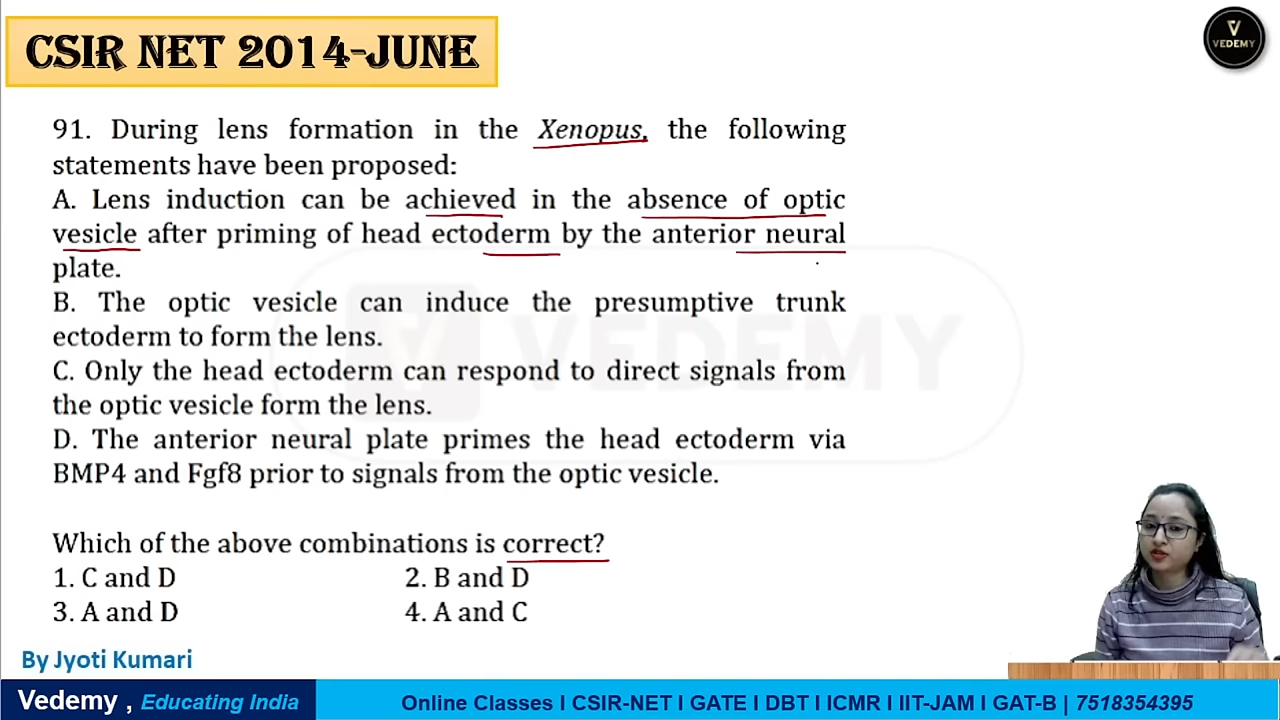 CSIR NET 2014-JUNE
VEDEMY
91. During lens formation in the Xenopus, the following
statements have been proposed:
A. Lens induction can be achieved in the absence of optic
vesicle after priming of head ectoderm by the anterior neural
plate.
B. The optic vesicle can induce the presumptive trunk
ectoderm to form the lens.
C. Only the head ectoderm can respond to direct signals from
the optic vesicle form the lens.
D. The anterior neural plate primes the head ectoderm via
BMP4 and Fgf8 prior to signals from the optic vesicle.
VEDEMY
Which of the above combinations is correct?
1. C and D 2. B and D
3. A and D 4. A and C
By Jyoti Kumari
Vedemy , Educating India Online Classes I CSIR-NET I GATE I DBT I ICMR I IIT-JAM I GAT-B | 7518354395